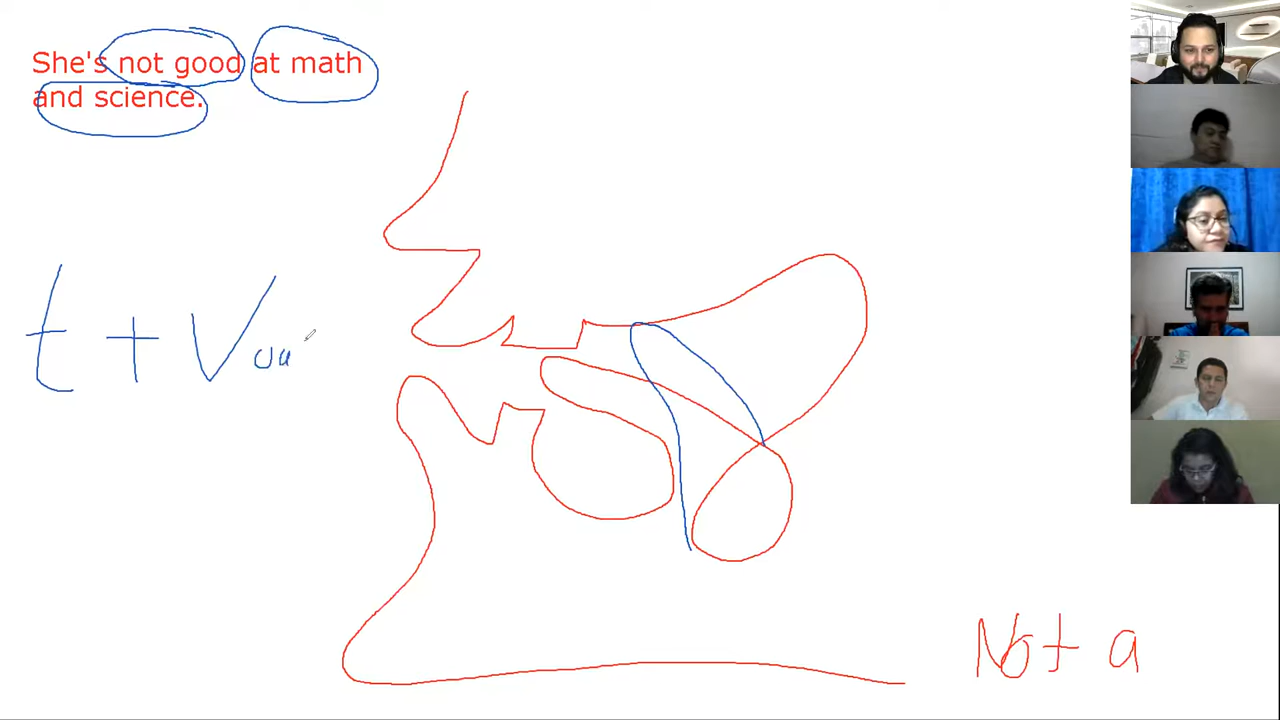 She's not good at math
and science.
t + V
Not a